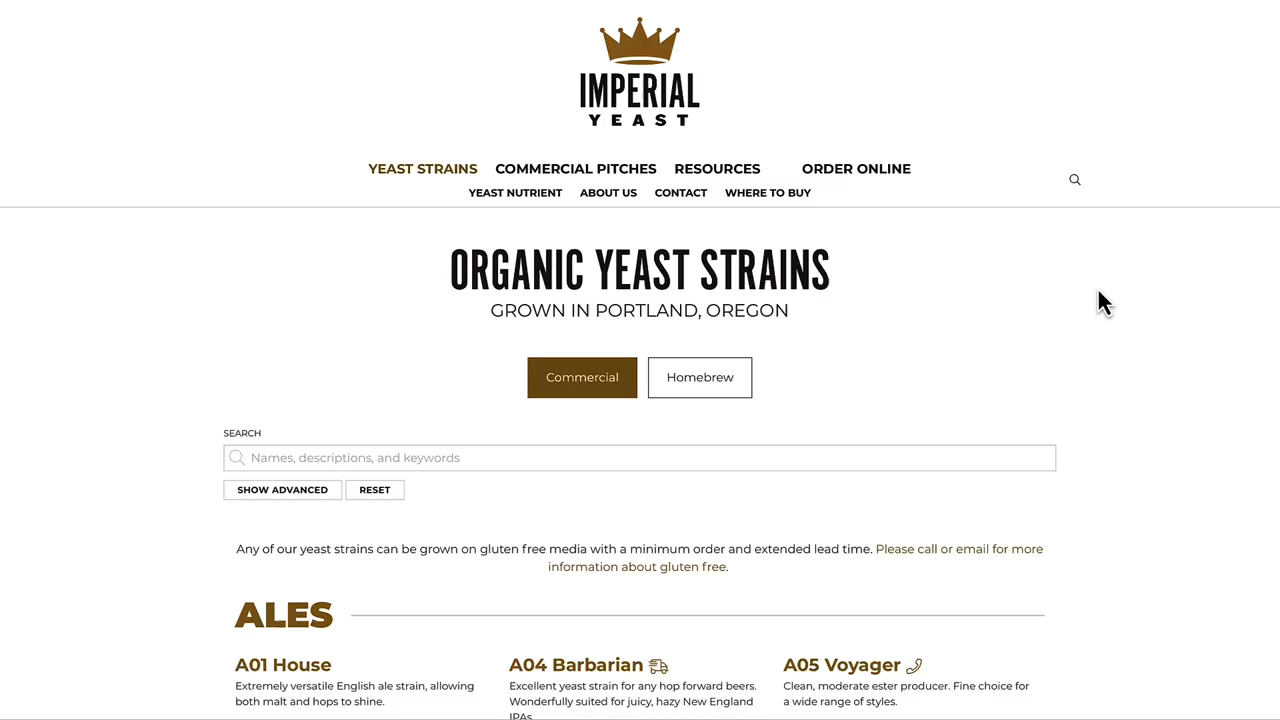 IMPERIAL
YEAST
YEAST STRAINS COMMERCIAL PITCHES RESOURCES ORDER ONLINE
YEAST NUTRIENT ABOUT US CONTACT WHERE TO BUY
ORGANIC YEAST STRAINS
GROWN IN PORTLAND, OREGON
Commercial Homebrew
SEARCH
Names, descriptions, and keywords
SHOW ADVANCED RESET
Any of our yeast strains can be grown on gluten free media with a minimum order and extended lead time. Please call or email for more
information about gluten free.
ALES
A01 House
Extremely versatile English ale strain, allowing
both malt and hops to shine.
A04 Barbarian
Excellent yeast strain for any hop forward beers.
Wonderfully suited for juicy, hazy New England
IPAs
A05 Voyager
Clean, moderate ester producer. Fine choice for
a wide range of styles.